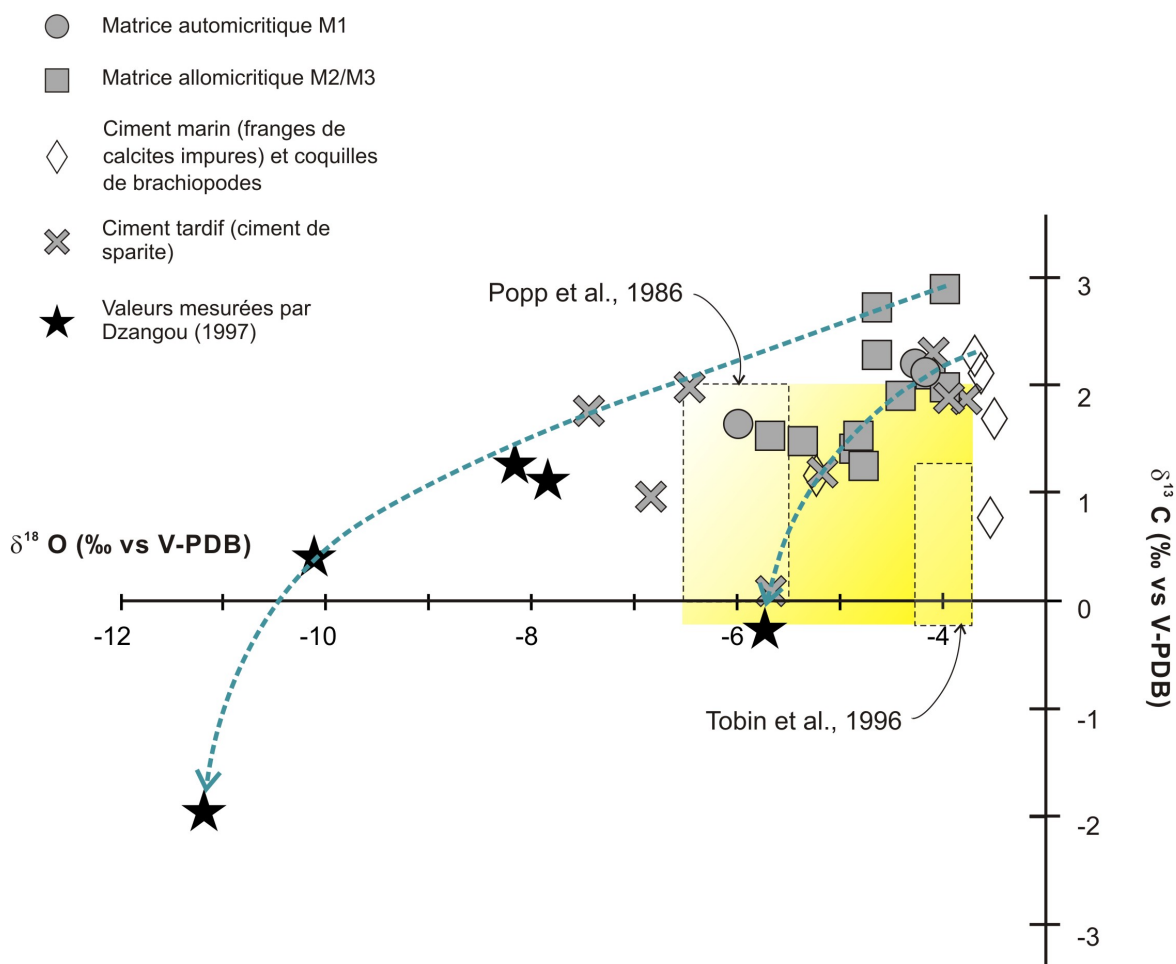 Matrice automicritique M1
Matrice allomicritique M2/M3
Ciment marin (franges de
calcites impures) et coquilles
de brachiopodes
Ciment tardif (ciment de
sparite)
Valeurs mesurées par
Dzangou (1997)
Popp et al., 1986
3
2
1
0
-1
-2
-3
δ18 O (‰ vs V-PDB)
-12
-10
-8
-6
-4
Tobin et al., 1996
δ13 C (‰ vs V-PDB)